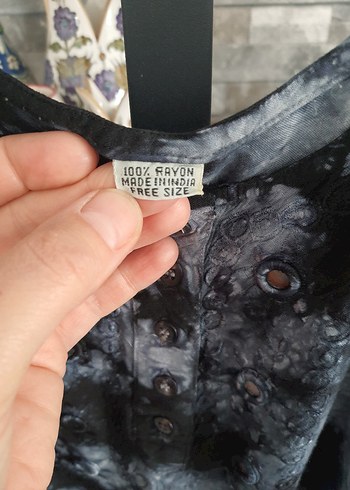 100% RAYON
MADE IN INDIA
FREE SIZE